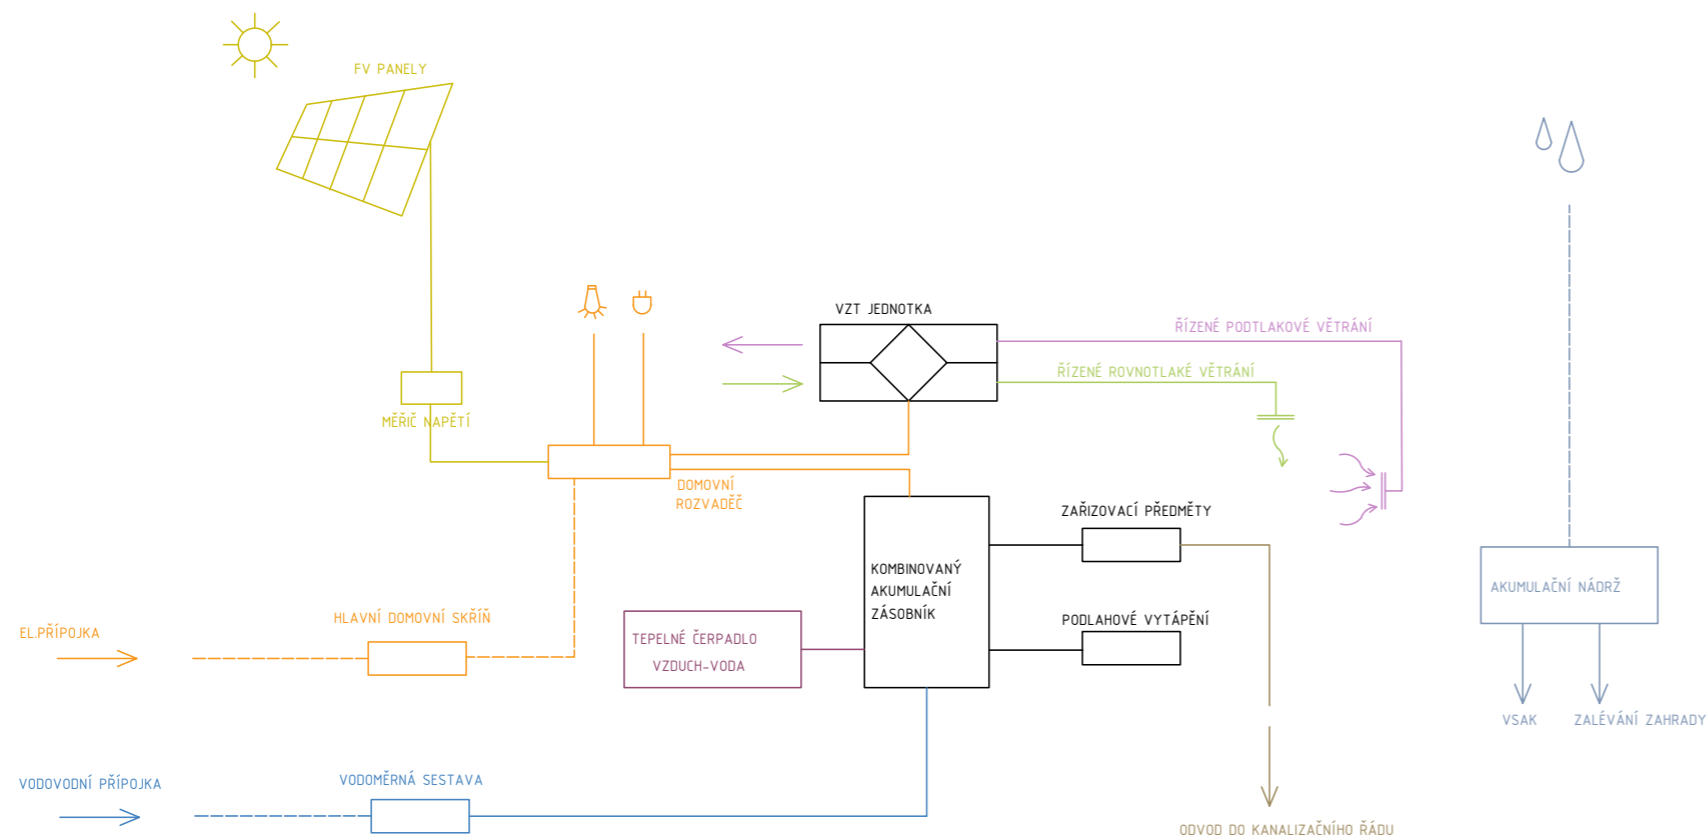 FV PANELY
VZT JEDNOTKA
ŘÍZENÉ PODTLAKOVÉ VĚTRÁNÍ
ŘÍZENÉ ROVNOTLAKÉ VĚTRÁNÍ
MĚŘIČ NAPĚTÍ
DOMOVNÍ
ROZVADĚČ
ZAŘIZOVACÍ PŘEDMĚTY
KOMBINOVANÝ
AKUMULAČNÍ
ZÁSOBNÍK
AKUMULAČNÍ NÁDRŽ
HLAVNÍ DOMOVNÍ SKŘÍŇ
PODLAHOVÉ VYTÁPĚNÍ
EL.PŘÍPOJKA
TEPELNÉ ČERPADLO
VZDUCH-VODA
VSAK
ZALÉVÁNÍ ZAHRADY
VODOVODNÍ PŘÍPOJKA
VODOMĚRNÁ SESTAVA
ODVOD DO KANALIZAČNÍHO ŘÁDU